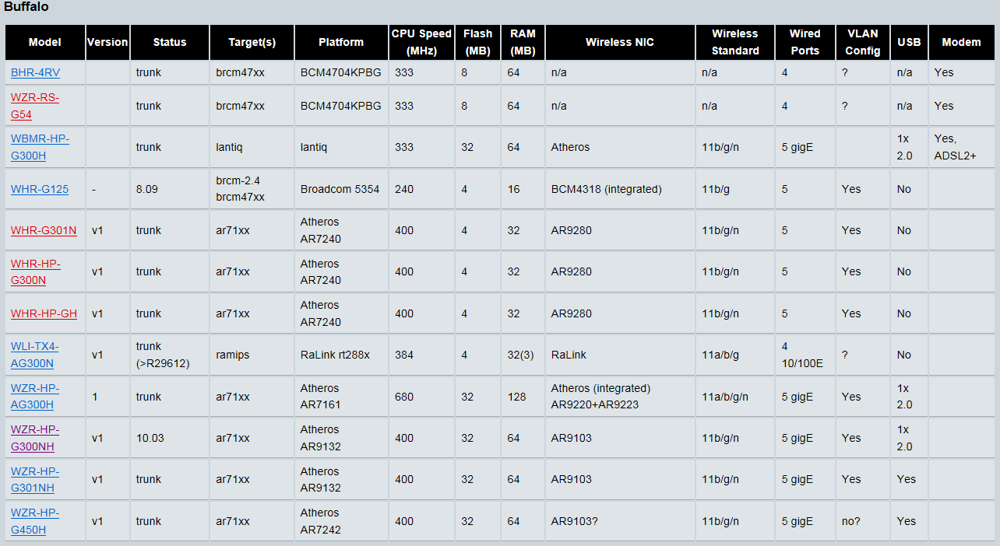 Buffalo
Model Version Status Target(s) Platform CPU Speed (MHz) Flash (MB) RAM (MB) Wireless NIC Wireless Standard Wired Ports VLAN Config USB Modem
BHR-4RV trunk brcm47xx BCM4704KPBG 333 8 64 n/a n/a 4 ? n/a Yes
WZR-RS-G54 trunk brcm47xx BCM4704KPBG 333 8 64 n/a n/a 4 ? n/a Yes
WBMR-HP-G300H trunk lantiq lantiq 333 32 64 Atheros 11b/g/n 5 gigE 1x 2.0 Yes, ADSL2+
WHR-G125 - 8.09 brcm-2.4 brcm47xx Broadcom 5354 240 4 16 BCM4318 (integrated) 11b/g 5 Yes No
WHR-G301N v1 trunk ar71xx Atheros AR7240 400 4 32 AR9280 11b/g/n 5 Yes No
WHR-HP-G300N v1 trunk ar71xx Atheros AR7240 400 4 32 AR9280 11b/g/n 5 Yes No
WHR-HP-GH v1 trunk ar71xx Atheros AR7240 400 4 32 AR9280 11b/g/n 5 Yes No
WLI-TX4-AG300N v1 trunk (>R29612) ramips RaLink rt288x 384 4 32(3) RaLink 11a/b/g 4 10/100E ? No
WZR-HP-AG300H 1 trunk ar71xx Atheros AR7161 680 32 128 Atheros (integrated) AR9220+AR9223 11a/b/g/n 5 gigE Yes 1x 2.0
WZR-HP-G300NH v1 10.03 ar71xx Atheros AR9132 400 32 64 AR9103 11b/g/n 5 gigE Yes 1x 2.0
WZR-HP-G301NH v1 trunk ar71xx Atheros AR9132 400 32 64 AR9103 11b/g/n 5 gigE Yes Yes
WZR-HP-G450H v1 trunk ar71xx Atheros AR7242 400 32 64 AR9103? 11b/g/n 5 gigE no? Yes